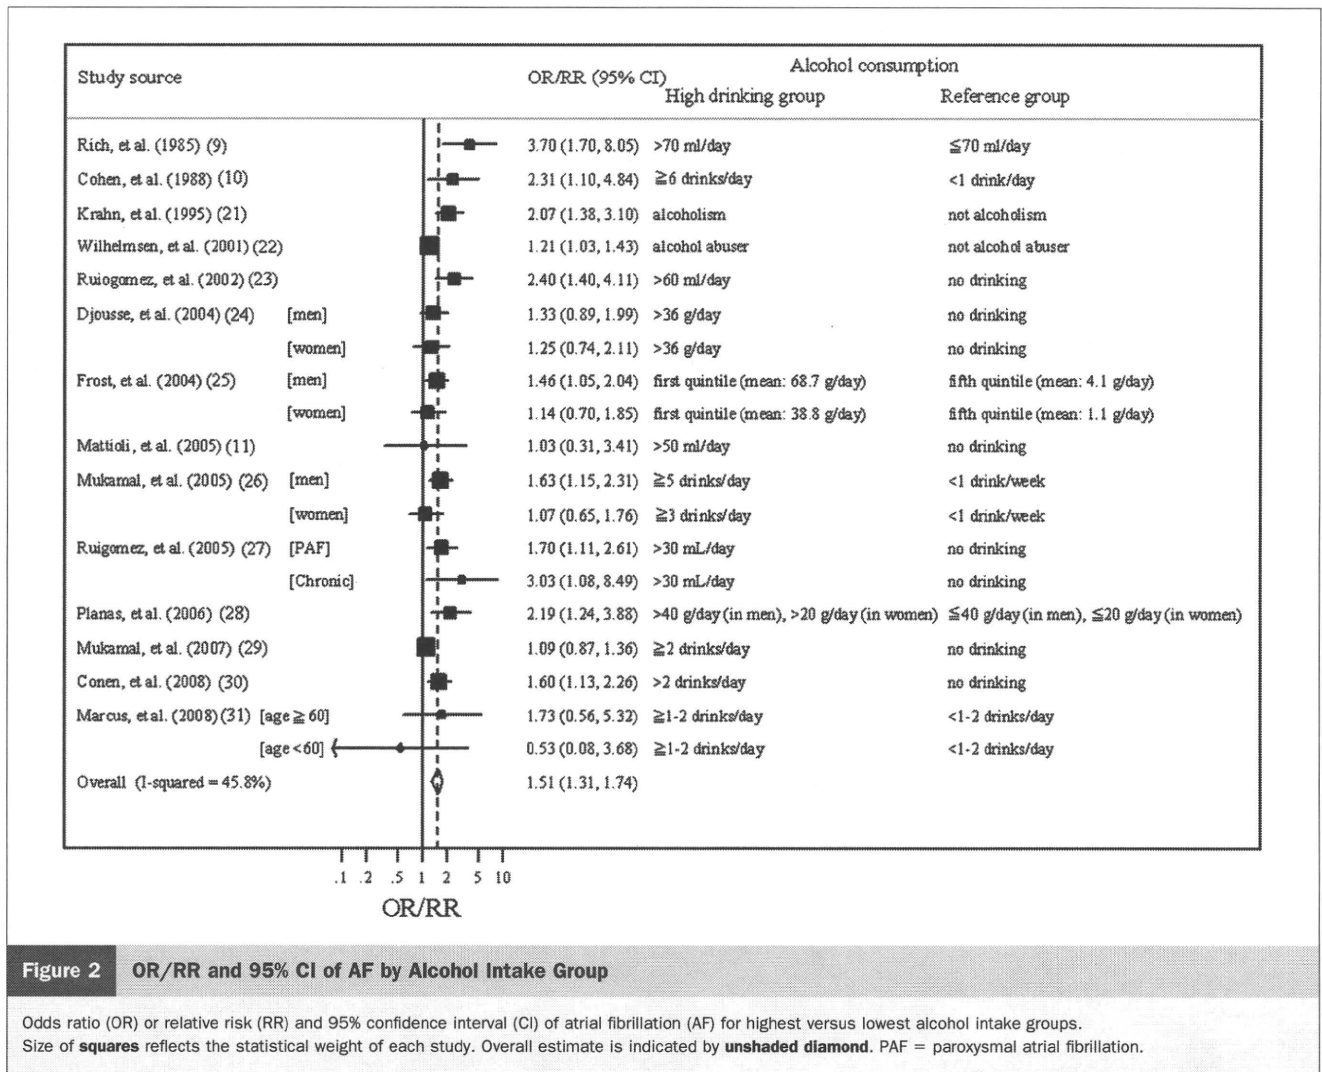 Study source OR/RR (95% CI) Alcohol consumption
High drinking group Reference group
Rich, et al. (1985) (9) 3.70 (1.70, 8.05) >70 ml/day ≦70 ml/day
Cohen, et al. (1988) (10) 2.31 (1.10, 4.84) ≧6 drinks/day <1 drink/day
Krahn, et al. (1995) (21) 2.07 (1.38, 3.10) alcoholism not alcoholism
Wilhelmsen, et al. (2001) (22) 1.21 (1.03, 1.43) alcohol abuser not alcohol abuser
Ruiogomez, et al. (2002) (23) 2.40 (1.40, 4.11) >60 ml/day no drinking
Djousse, et al. (2004) (24) [men] 1.33 (0.89, 1.99) >36 g/day no drinking
[women] 1.25 (0.74, 2.11) >36 g/day no drinking
Frost, et al. (2004) (25) [men] 1.46 (1.05, 2.04) first quintile (mean: 68.7 g/day) fifth quintile (mean: 4.1 g/day)
[women] 1.14 (0.70, 1.85) first quintile (mean: 38.8 g/day) fifth quintile (mean: 1.1 g/day)
Mattioli, et al. (2005) (11) 1.03 (0.31, 3.41) >50 ml/day no drinking
Mukamal, et al. (2005) (26) [men] 1.63 (1.15, 2.31) ≧5 drinks/day <1 drink/week
[women] 1.07 (0.65, 1.76) ≧3 drinks/day <1 drink/week
Ruigomez, et al. (2005) (27) [PAF] 1.70 (1.11, 2.61) >30 mL/day no drinking
[Chronic] 3.03 (1.08, 8.49) >30 mL/day no drinking
Planas, et al. (2006) (28) 2.19 (1.24, 3.88) >40 g/day (in men), >20 g/day (in women) ≦40 g/day (in men), ≦20 g/day (in women)
Mukamal, et al. (2007) (29) 1.09 (0.87, 1.36) ≧2 drinks/day no drinking
Conen, et al. (2008) (30) 1.60 (1.13, 2.26) >2 drinks/day no drinking
Marcus, et al. (2008) (31) [age ≧ 60] 1.73 (0.56, 5.32) ≧1-2 drinks/day <1-2 drinks/day
[age <60] 0.53 (0.08, 3.68) ≧1-2 drinks/day <1-2 drinks/day
Overall (I-squared = 45.8%) 1.51 (1.31, 1.74)
.1 .2 .5 1 2 5 10
OR/RR
Figure 2 OR/RR and 95% CI of AF by Alcohol Intake Group
Odds ratio (OR) or relative risk (RR) and 95% confidence interval (CI) of atrial fibrillation (AF) for highest versus lowest alcohol intake groups.
Size of squares reflects the statistical weight of each study. Overall estimate is indicated by unshaded diamond. PAF = paroxysmal atrial fibrillation.